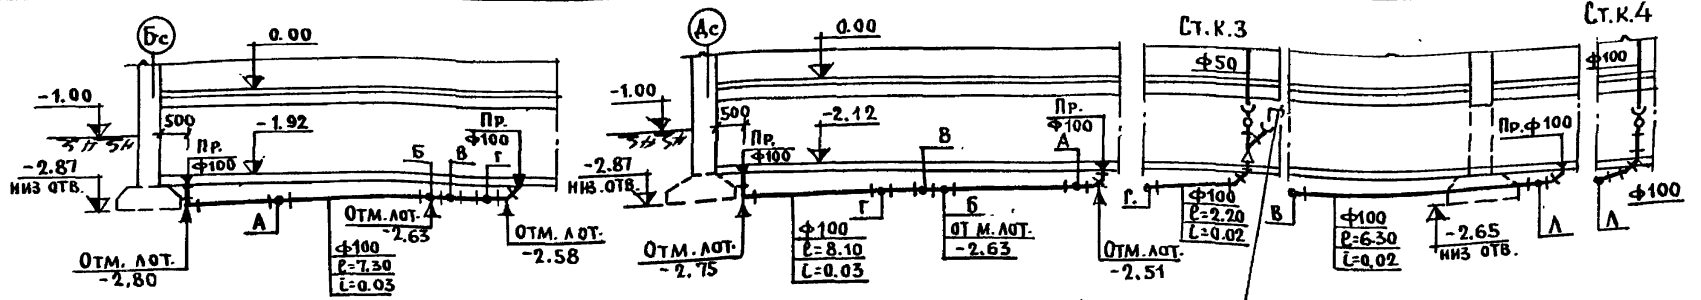 Бс
0.00
-1.00
500
-1.92
Пр.
ф100
Пр.
ф100
-2.87
низ отв.
А
Б
В
Г
Отм. лот.
-2.63
Отм. лот.
-2.58
Отм. лот.
-2.80
ф100
ℓ=7.30
i=0.03
Дс
0.00
-1.00
500
-2.12
Пр.
ф100
Пр.
ф100
-2.87
низ.отв.
В
А
Г
Б
от м.лот.
-2.63
Отм. лот.
-2.75
ф100
ℓ=8.10
i=0.03
Отм.лот.
-2.51
Ст.к.3
ф50
Г.
ф100
ℓ=2.20
i=0.02
В
ф100
ℓ=6.30
i=0.02
Пр.ф100
-2.65
низ отв.
Л
Ст.к.4
ф100
Л
ф100